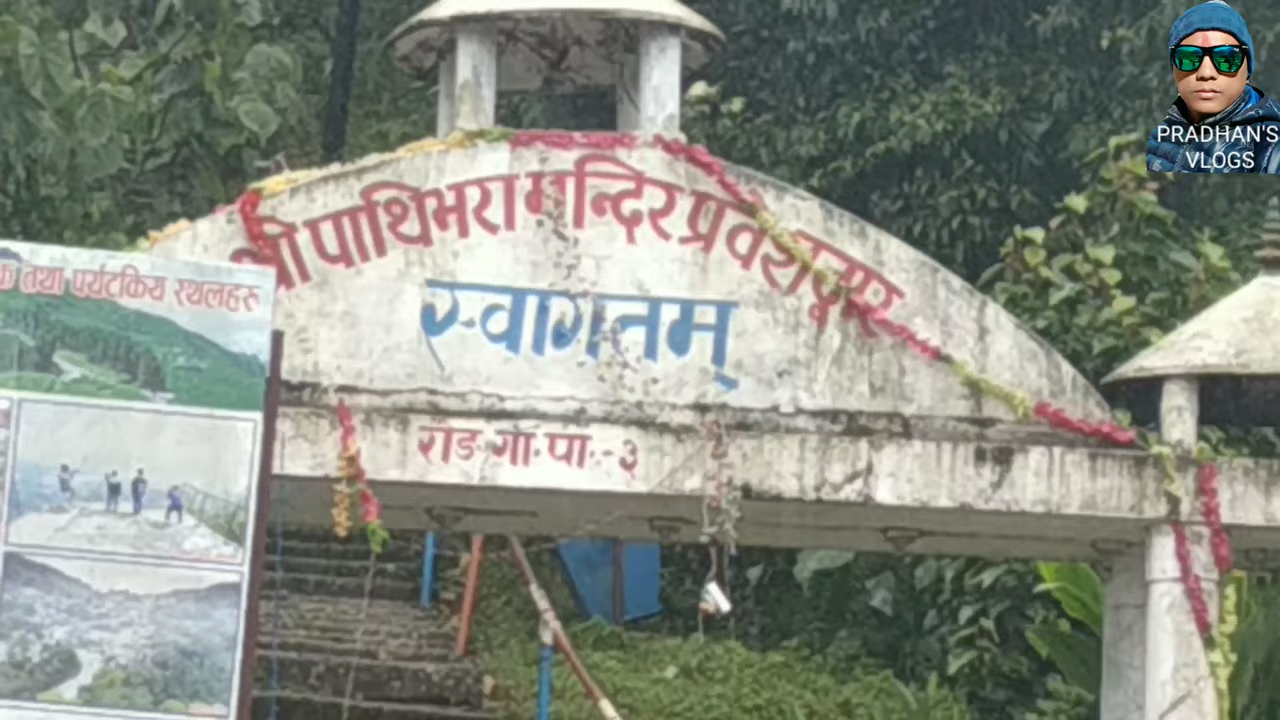 श्री पाथिभरा मन्दिर प्रवेशद्वार
स्वागतम्
रोङ गा.पा.-३
तथा पर्यटकिय स्थलहरु
PRADHAN'S
VLOGS